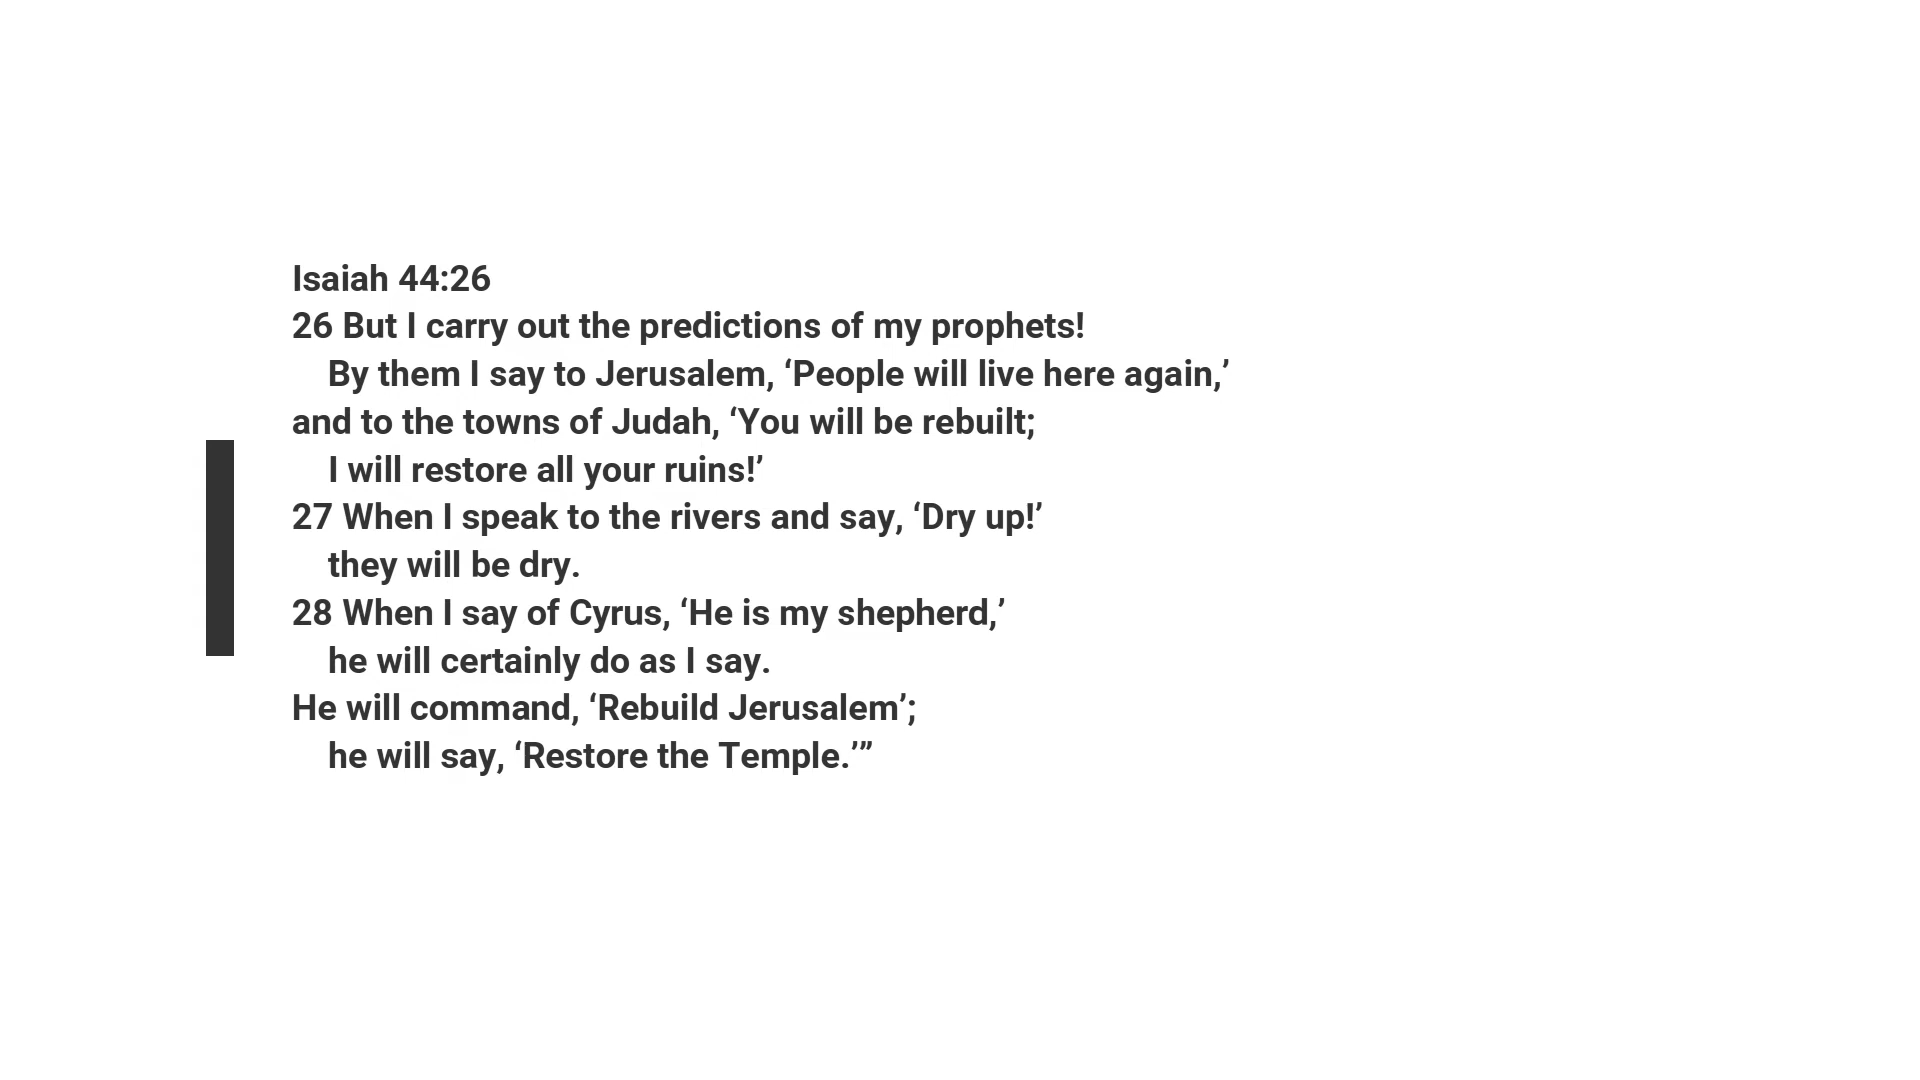 Isaiah 44:26
26 But I carry out the predictions of my prophets!
By them I say to Jerusalem, ‘People will live here again,’
and to the towns of Judah, ‘You will be rebuilt;
I will restore all your ruins!’
27 When I speak to the rivers and say, ‘Dry up!’
they will be dry.
28 When I say of Cyrus, ‘He is my shepherd,’
he will certainly do as I say.
He will command, ‘Rebuild Jerusalem’;
he will say, ‘Restore the Temple.’”